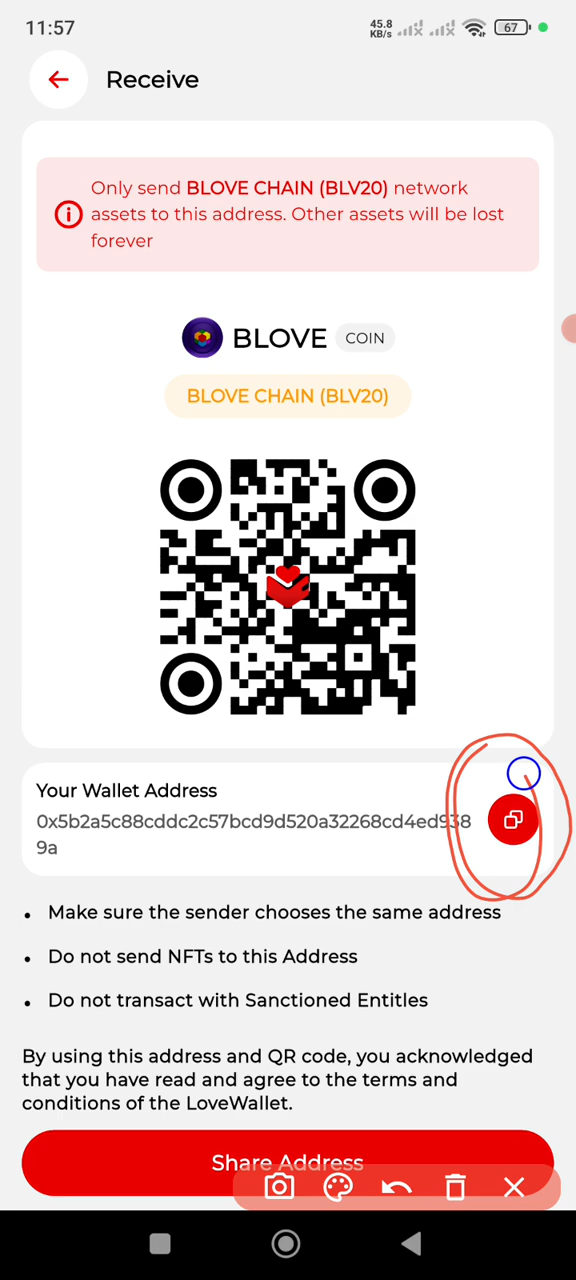 11:57
45.8
KB/s
67
Receive
Only send BLOVE CHAIN (BLV20) network
assets to this address. Other assets will be lost
forever
BLOVE COIN
BLOVE CHAIN (BLV20)
Your Wallet Address
0x5b2a5c88cddc2c57bcd9d520a32268cd4ed938
9a
• Make sure the sender chooses the same address
• Do not send NFTs to this Address
• Do not transact with Sanctioned Entities
By using this address and QR code, you acknowledged
that you have read and agree to the terms and
conditions of the LoveWallet.
Share Address